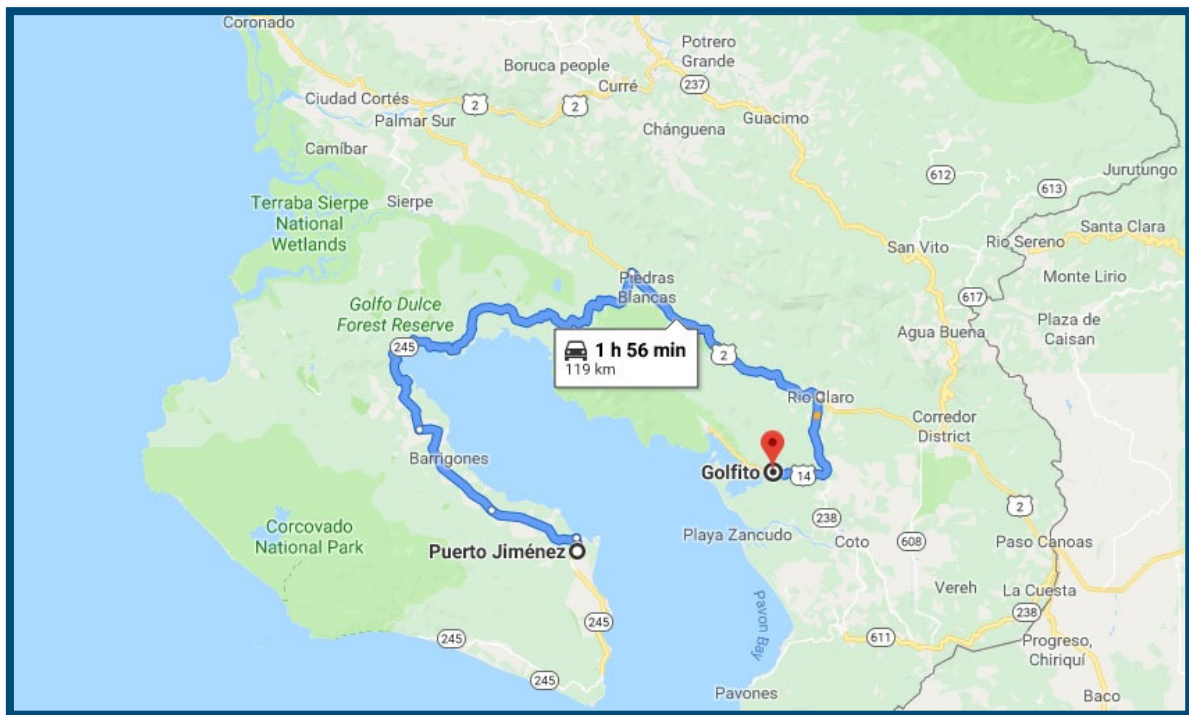 Coronado
Potrero
Grande
Boruca people
237
Curré
Ciudad Cortés
2
2
Palmar Sur
Guacimo
Chánguena
Camíbar
612
Jurutungo
613
Sierpe
Terraba Sierpe
National
Wetlands
Santa Clara
San Vito
Rio Sereno
Piedras
Blancas
Monte Lirio
617
Golfo Dulce
Forest Reserve
Plaza de
Caisan
Agua Buena
245
1 h 56 min
119 km
2
Rio Claro
Corredor
District
Barrigones
Golfito
14
2
238
Corcovado
National Park
Playa Zancudo
Coto
608
Paso Canoas
Puerto Jiménez
Vereh
La Cuesta
238
Pavon Bay
245
245
611
Progreso,
Chiriquí
245
Pavones
Baco